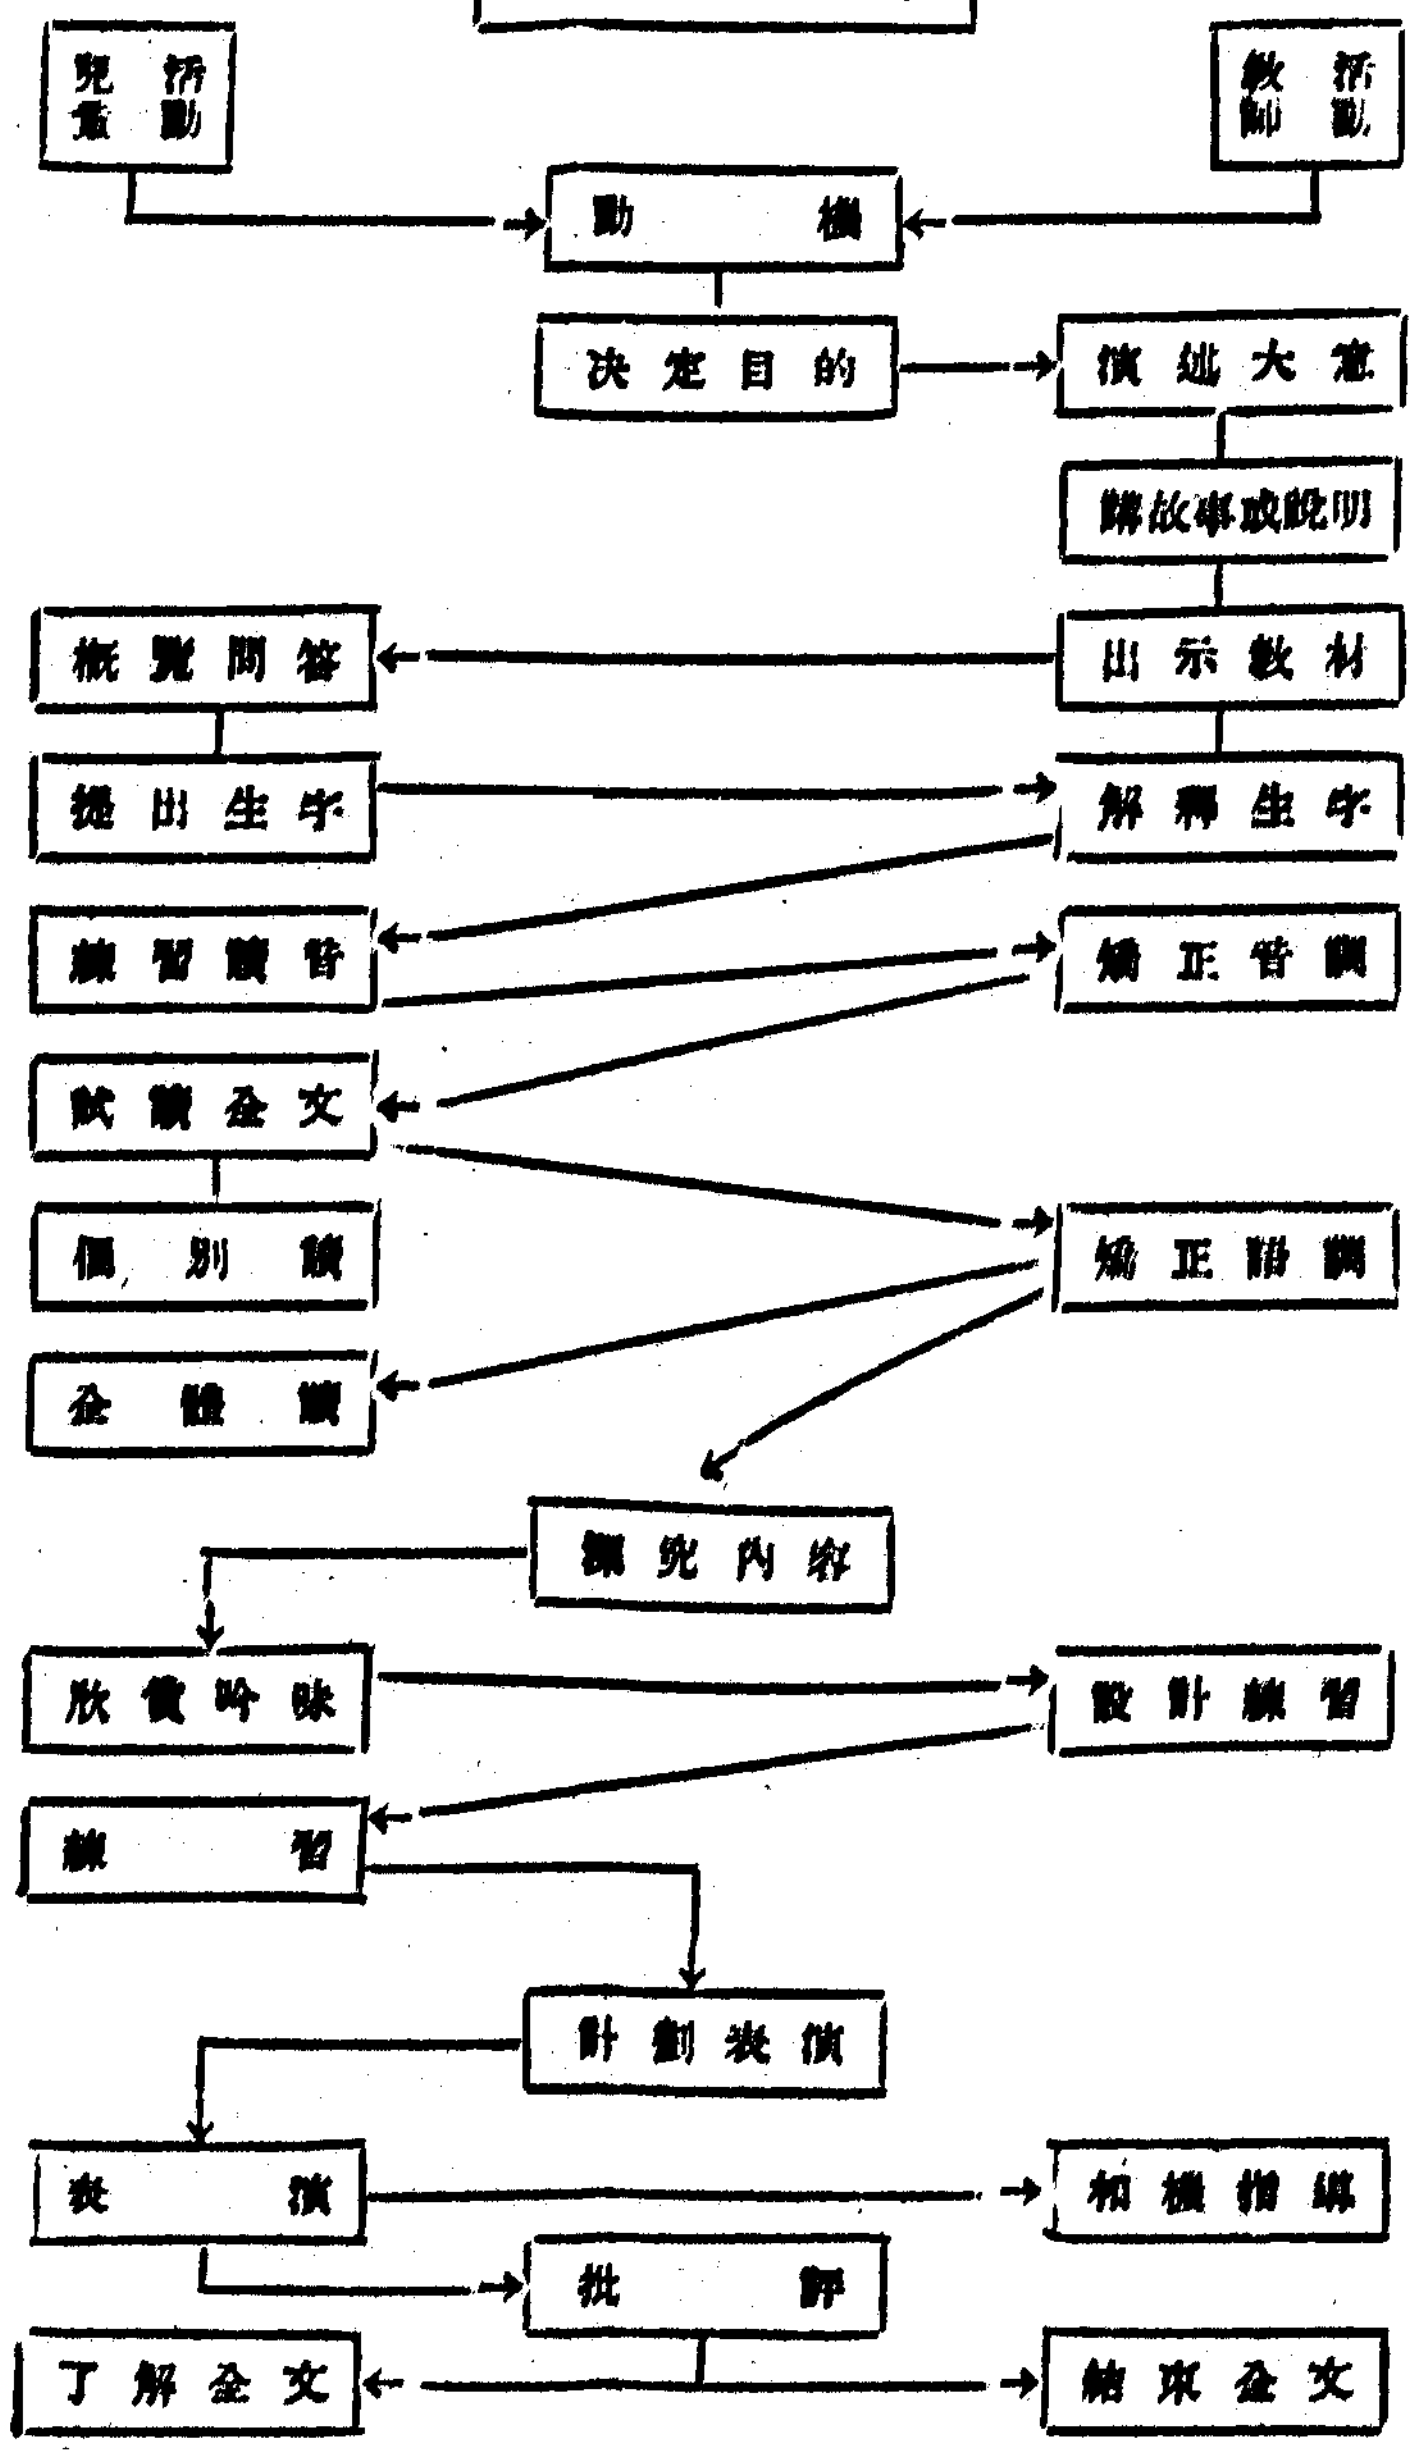 兒童活動
教師活動
動機
決定目的
演述大意
講故事或說明
概覽問答
出示教材
提出生字
解釋生字
練習讀音
矯正音調
試讀全文
個別讀
矯正語調
全體讀
深究內容
欣賞吟味
設計練習
練習
計劃表演
表演
相機指導
批評
了解全文
結束全文